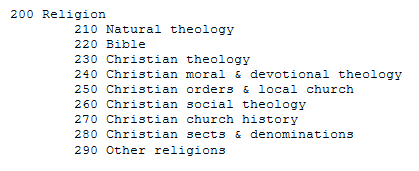 200 Religion
210 Natural theology
220 Bible
230 Christian theology
240 Christian moral & devotional theology
250 Christian orders & local church
260 Christian social theology
270 Christian church history
280 Christian sects & denominations
290 Other religions